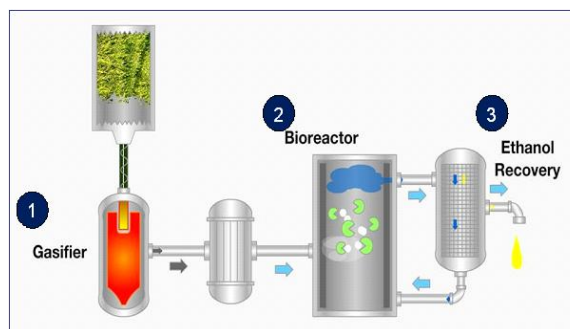 1
Gasifier
2
Bioreactor
3
Ethanol
Recovery